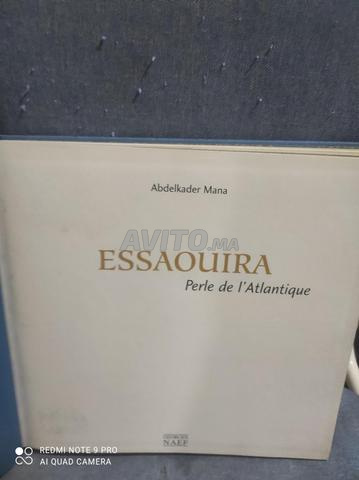 Abdelkader Mana
AVITO.MA
ESSAOUIRA
Perle de l'Atlantique
NAEF
REDMI NOTE 9 PRO
AI QUAD CAMERA